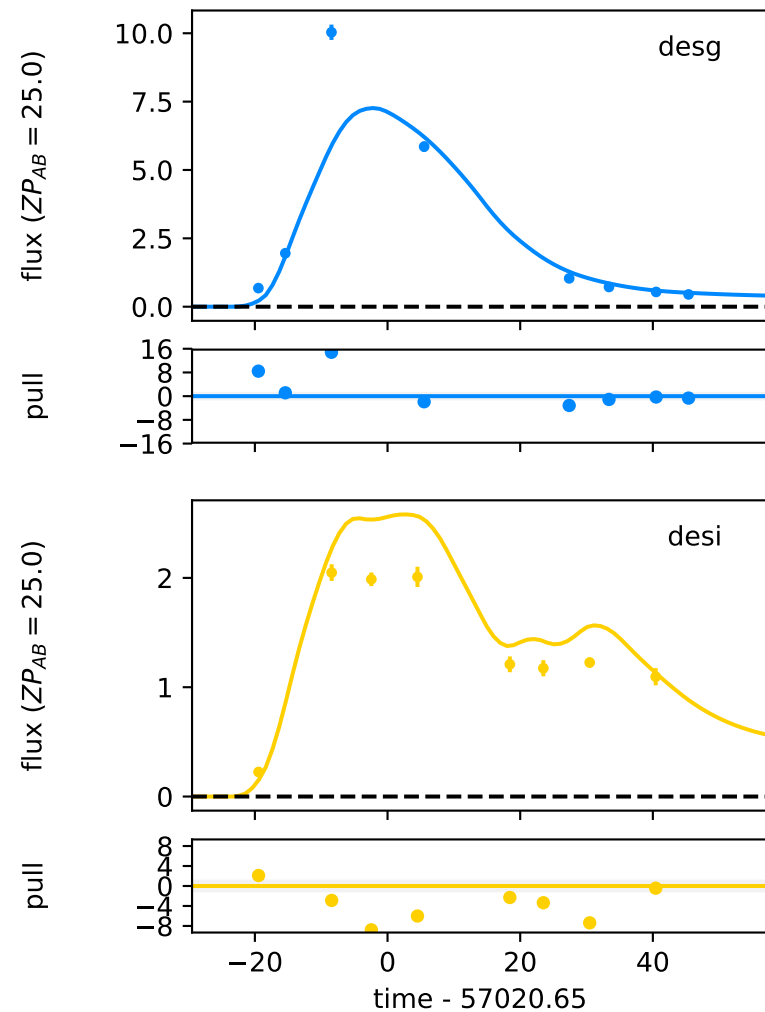 10.0
7.5
5.0
2.5
0.0
flux (ZP_AB = 25.0)
desg
16
8
0
−8
−16
pull
2
1
0
flux (ZP_AB = 25.0)
desi
8
4
0
−4
−8
pull
−20 0 20 40
time - 57020.65